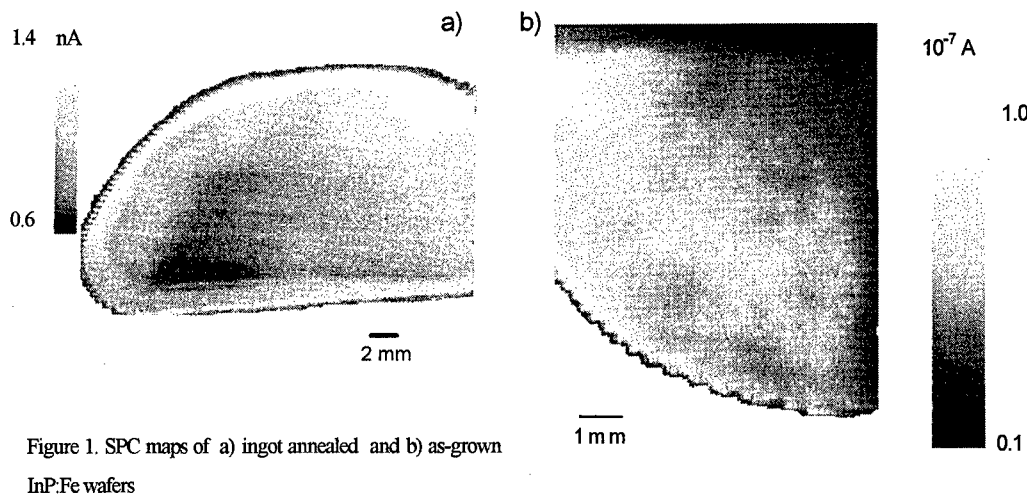 a)
1.4 nA
0.6
2 mm
b)
10⁻⁷ A
1.0
0.1
1 mm
Figure 1. SPC maps of a) ingot annealed and b) as-grown
InP:Fe wafers